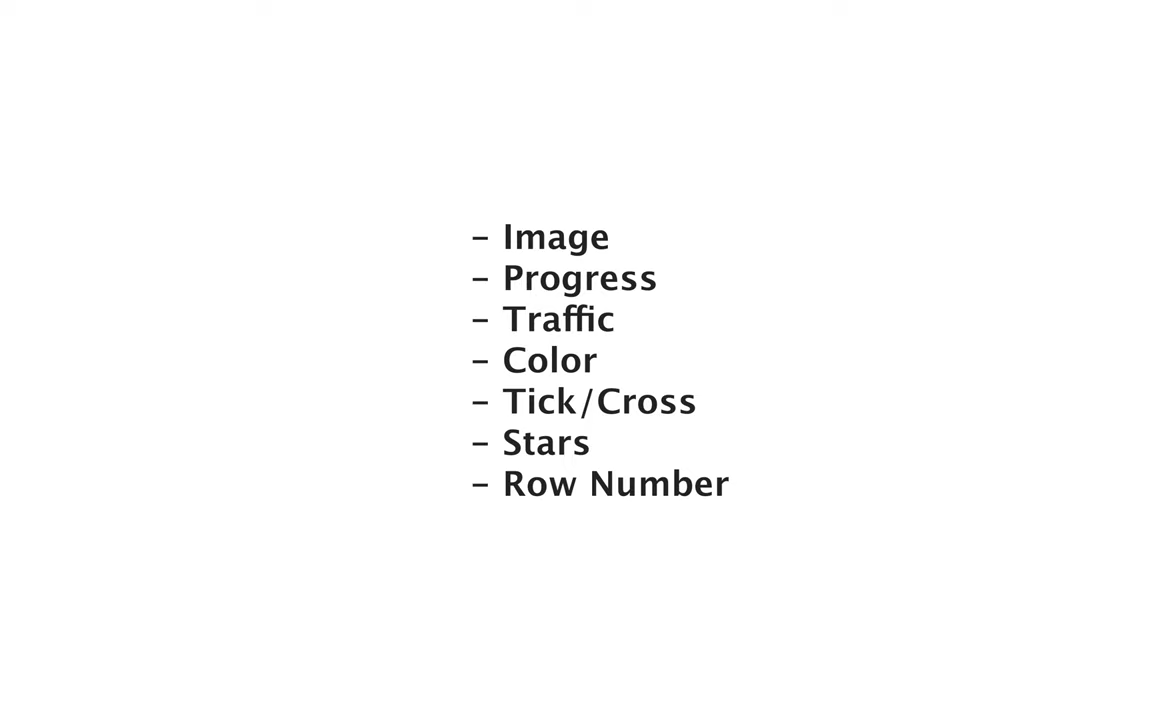 – Image
– Progress
– Traffic
– Color
– Tick/Cross
– Stars
– Row Number